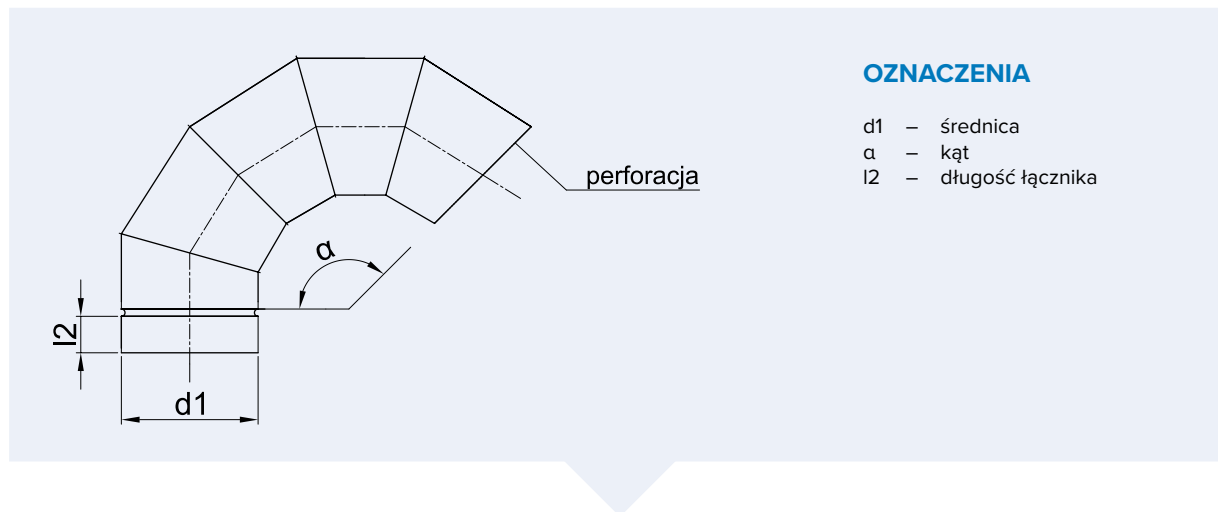 perforacja
α
l2
d1
OZNACZENIA
d1 – średnica
α – kąt
l2 – długość łącznika